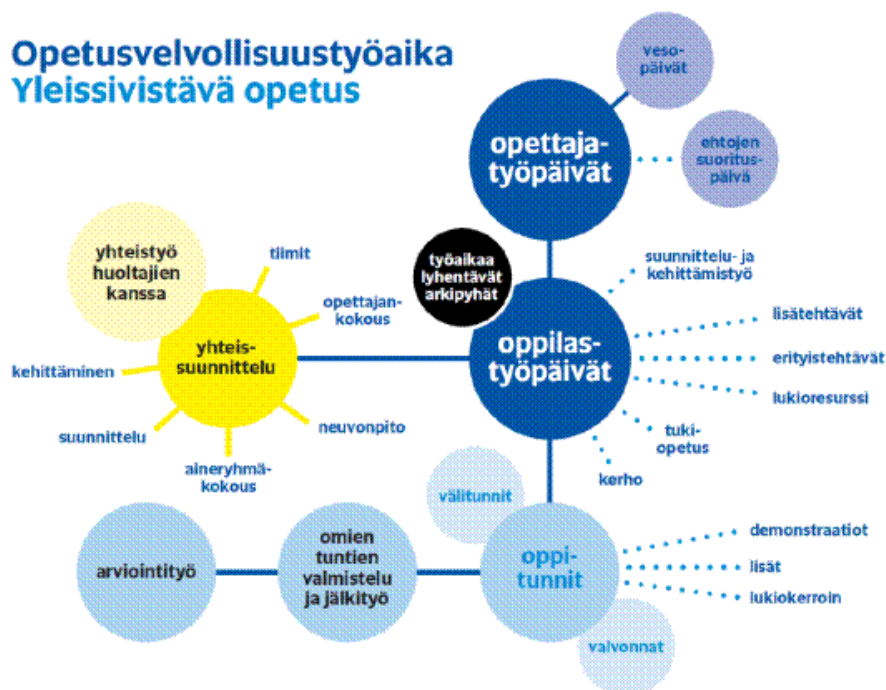 Opetusvelvollisuustyöaika
Yleissivistävä opetus
veso-
päivät
opettaja-
työpäivät
ehtojen
suoritus-
päivä
yhteistyö
huoltajien
kanssa
tiimit
työaikaa
lyhentävät
arkipyhät
suunnittelu- ja
kehittämistyö
opettajan-
kokous
lisätehtävät
yhteis-
suunnittelu
oppilas-
työpäivät
erityistehtävät
kehittäminen
lukioresurssi
suunnittelu
neuvonpito
tuki-
opetus
aineryhmä-
kokous
kerho
välitunnit
demonstraatiot
arviointityö
omien
tuntien
valmistelu
ja jälkityö
oppi-
tunnit
lisät
lukiokerroin
valvonnat